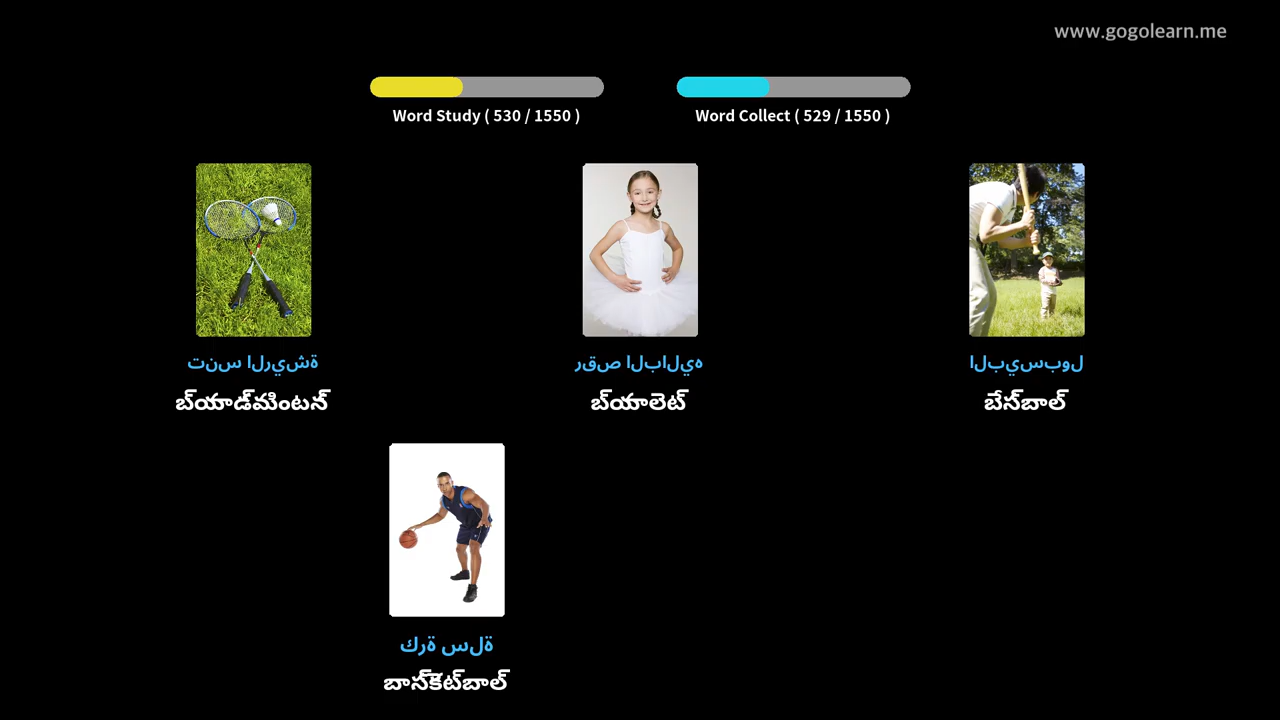 www.gogolearn.me
Word Study ( 530 / 1550 )
Word Collect ( 529 / 1550 )
تنس الريشة
బ్యాడ్మింటన్
رقص الباليه
బ్యాలెట్
البيسبول
బేస్‌బాల్
كرة سلة
బాస్కెట్‌బాల్